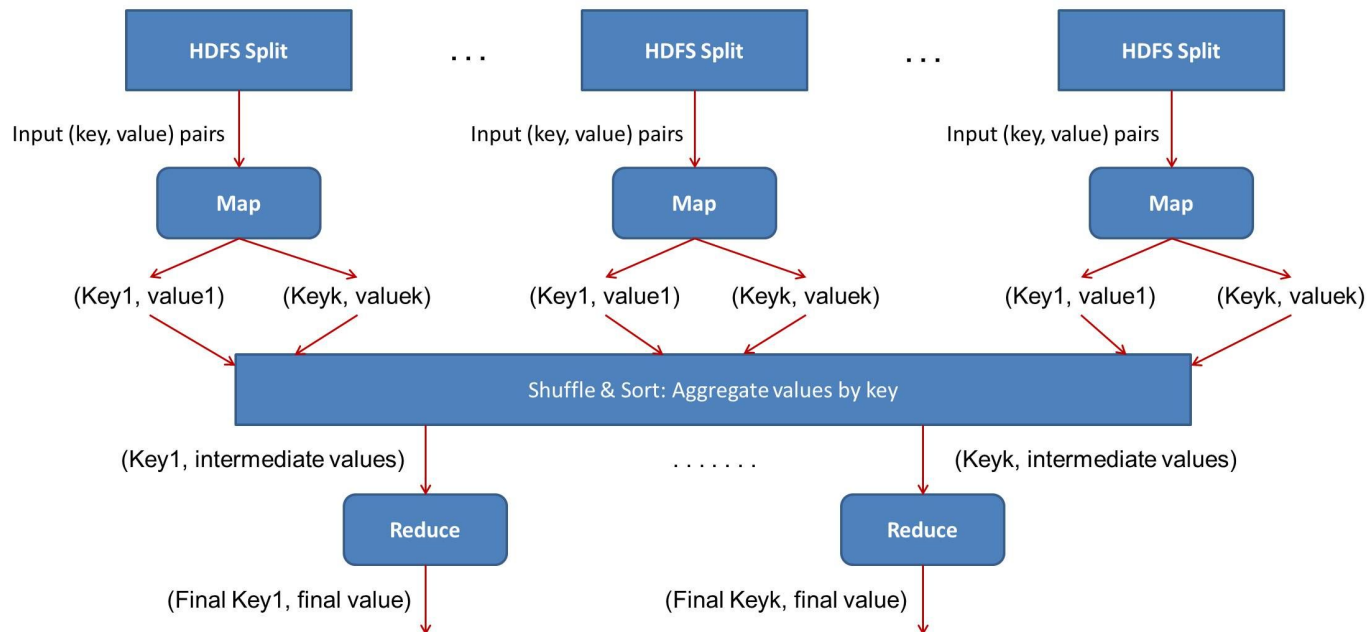 HDFS Split
. . .
HDFS Split
. . .
HDFS Split
Input (key, value) pairs
Input (key, value) pairs
Input (key, value) pairs
Map
Map
Map
(Key1, value1)
(Keyk, valuek)
(Key1, value1)
(Keyk, valuek)
(Key1, value1)
(Keyk, valuek)
Shuffle & Sort: Aggregate values by key
(Key1, intermediate values)
. . . . . . .
(Keyk, intermediate values)
Reduce
Reduce
(Final Key1, final value)
(Final Keyk, final value)